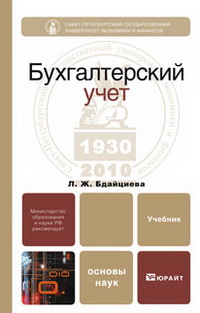 САНКТ-ПЕТЕРБУРГСКИЙ ГОСУДАРСТВЕННЫЙ
УНИВЕРСИТЕТ ЭКОНОМИКИ И ФИНАНСОВ
Бухгалтерский
учет
1930
2010
Л. Ж. Бдайциева
Министерство
образования
и науки РФ
рекомендует
Учебник
ОСНОВЫ
НАУК
ЮРАЙТ